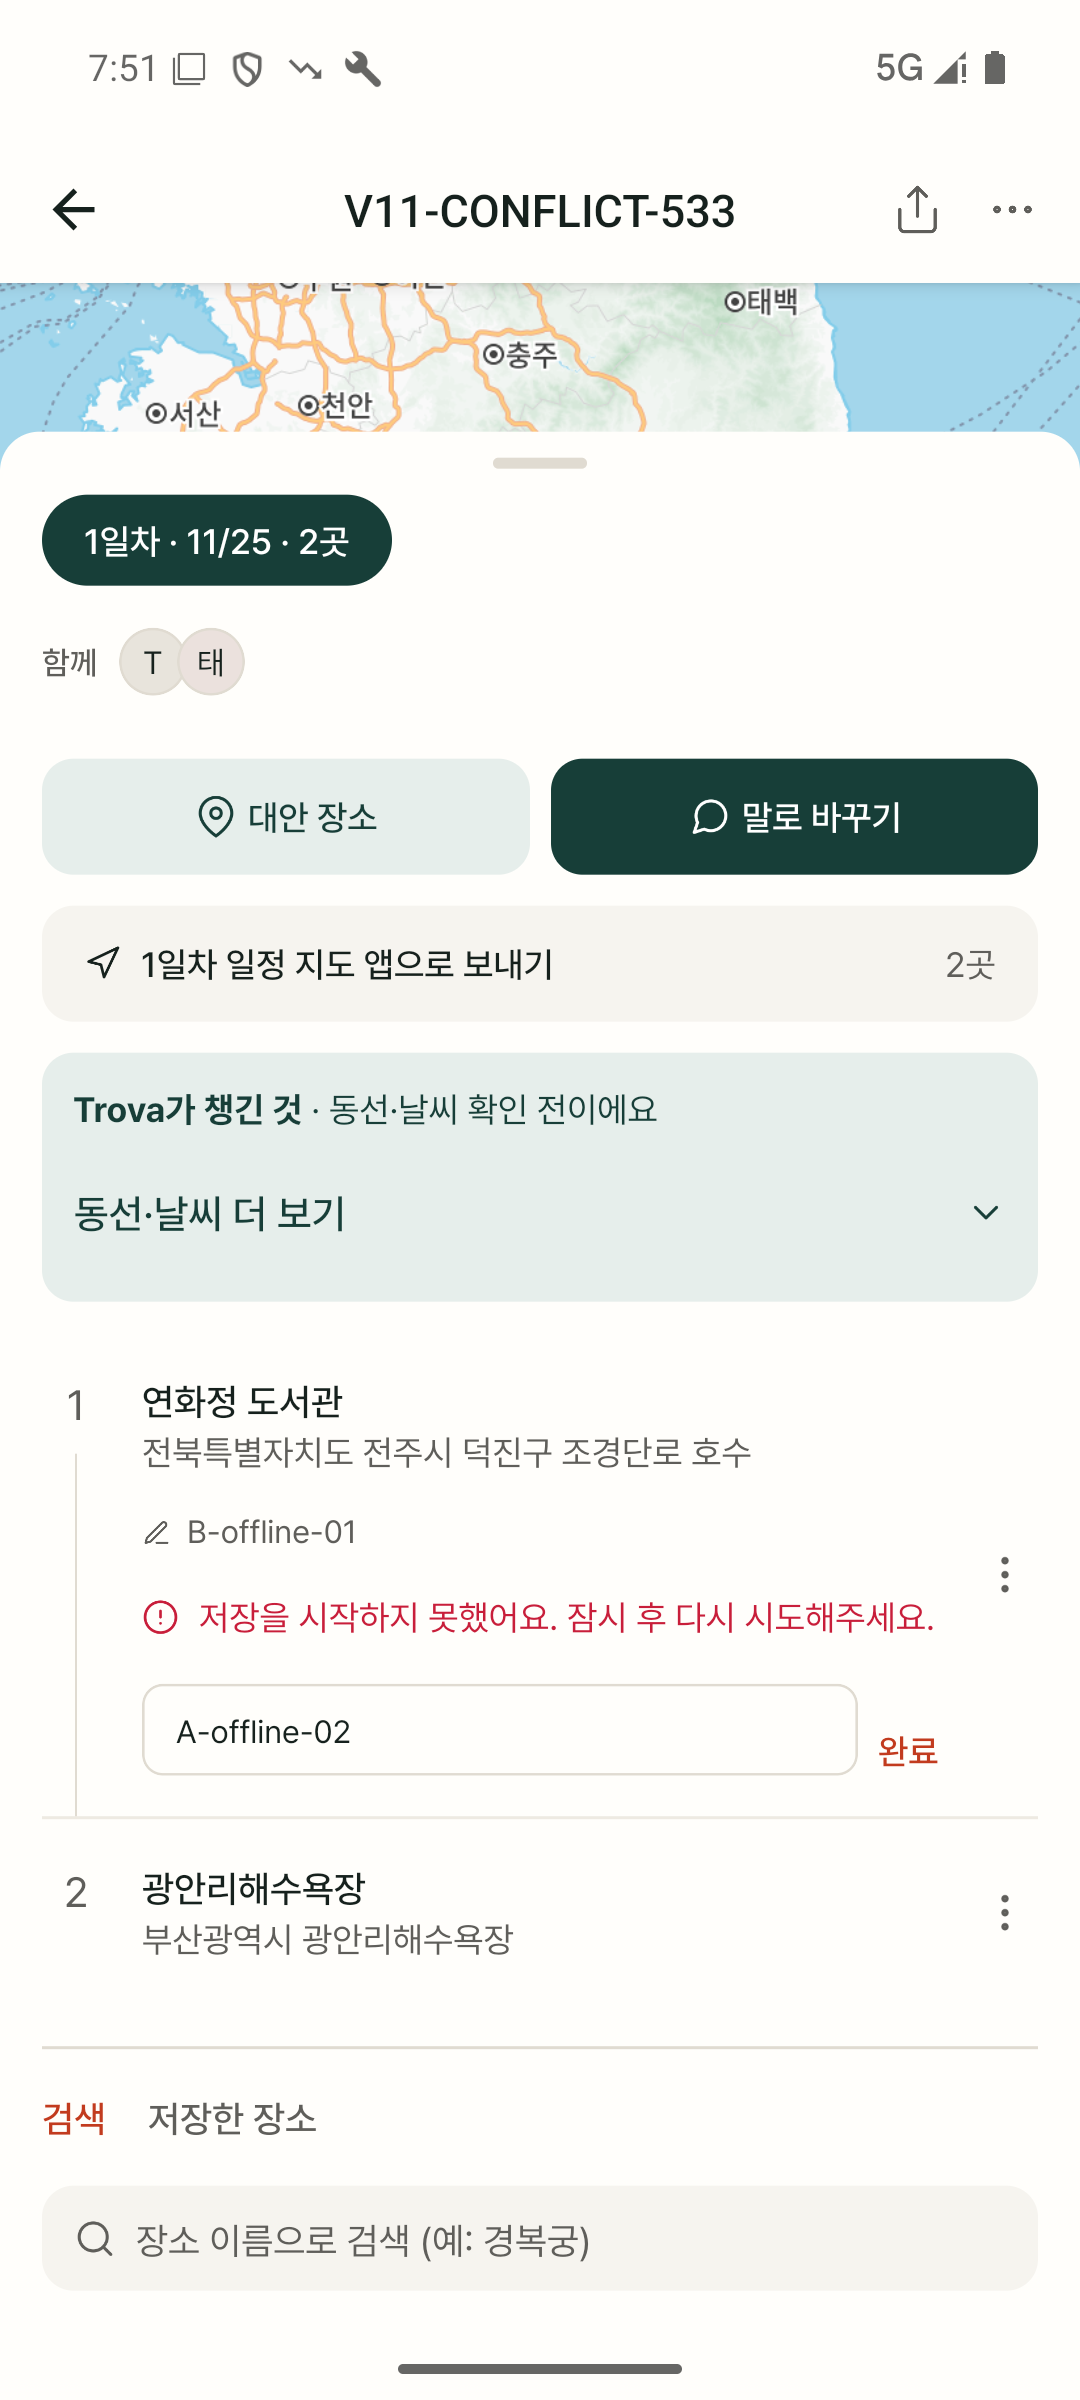 7:51
5G
V11-CONFLICT-533
태백
충주
천안
서산
1일차 · 11/25 · 2곳
함께 T 태
대안 장소
말로 바꾸기
1일차 일정 지도 앱으로 보내기 2곳
Trova가 챙긴 것 · 동선·날씨 확인 전이에요
동선·날씨 더 보기
1 연화정 도서관
전북특별자치도 전주시 덕진구 조경단로 호수
B-offline-01
저장을 시작하지 못했어요. 잠시 후 다시 시도해주세요.
A-offline-02
완료
2 광안리해수욕장
부산광역시 광안리해수욕장
검색 저장한 장소
장소 이름으로 검색 (예: 경복궁)